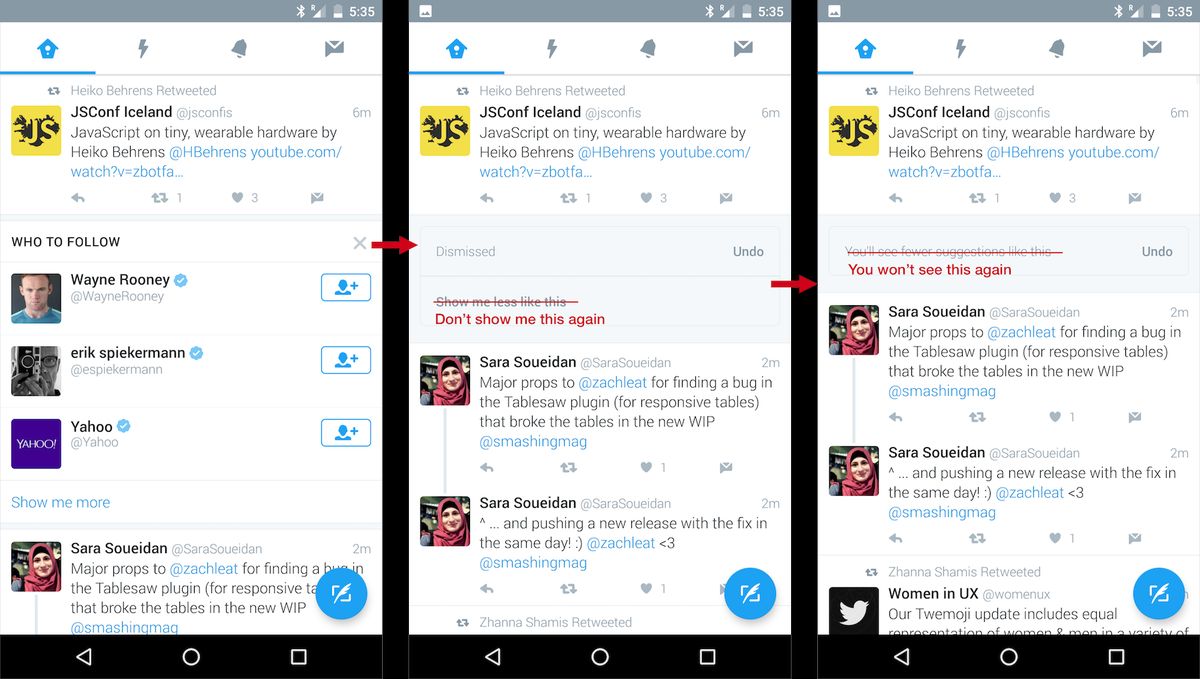 5:35
Heiko Behrens Retweeted
JSConf Iceland @jsconfis 6m
JavaScript on tiny, wearable hardware by
Heiko Behrens @HBehrens youtube.com/
watch?v=zbotfa...
1 3
WHO TO FOLLOW
Wayne Rooney
@WayneRooney
erik spiekermann
@espiekermann
YAHOO!
Yahoo
@Yahoo
Show me more
Sara Soueidan @SaraSoueidan 2m
Major props to @zachleat for finding a bug in
the Tablesaw plugin (for responsive ta
that broke the tables in the new WIP
@smashingmag
5:35
Heiko Behrens Retweeted
JSConf Iceland @jsconfis 6m
JavaScript on tiny, wearable hardware by
Heiko Behrens @HBehrens youtube.com/
watch?v=zbotfa...
1 3
Dismissed Undo
Show me less like this
Don't show me this again
Sara Soueidan @SaraSoueidan 2m
Major props to @zachleat for finding a bug in
the Tablesaw plugin (for responsive tables)
that broke the tables in the new WIP
@smashingmag
1
Sara Soueidan @SaraSoueidan 2m
^ ... and pushing a new release with the fix in
the same day! :) @zachleat <3
@smashingmag
1
Zhanna Shamis Retweeted
5:35
Heiko Behrens Retweeted
JSConf Iceland @jsconfis 6m
JavaScript on tiny, wearable hardware by
Heiko Behrens @HBehrens youtube.com/
watch?v=zbotfa...
1 3
You'll see fewer suggestions like this Undo
You won't see this again
Sara Soueidan @SaraSoueidan 2m
Major props to @zachleat for finding a bug in
the Tablesaw plugin (for responsive tables)
that broke the tables in the new WIP
@smashingmag
1
Sara Soueidan @SaraSoueidan 2m
^ ... and pushing a new release with the fix in
the same day! :) @zachleat <3
@smashingmag
1
Zhanna Shamis Retweeted
Women in UX @womenux
Our Twemoji update includes equal
representation of women & men in a variety of